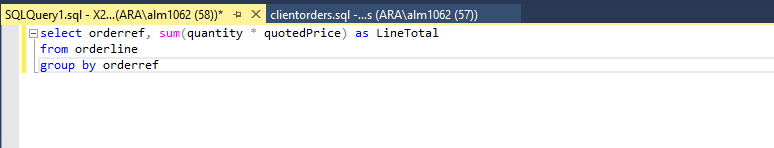 SQLQuery1.sql - X2...(ARA\alm1062 (58))* clientorders.sql -...s (ARA\alm1062 (57))
select orderref, sum(quantity * quotedPrice) as LineTotal
from orderline
group by orderref